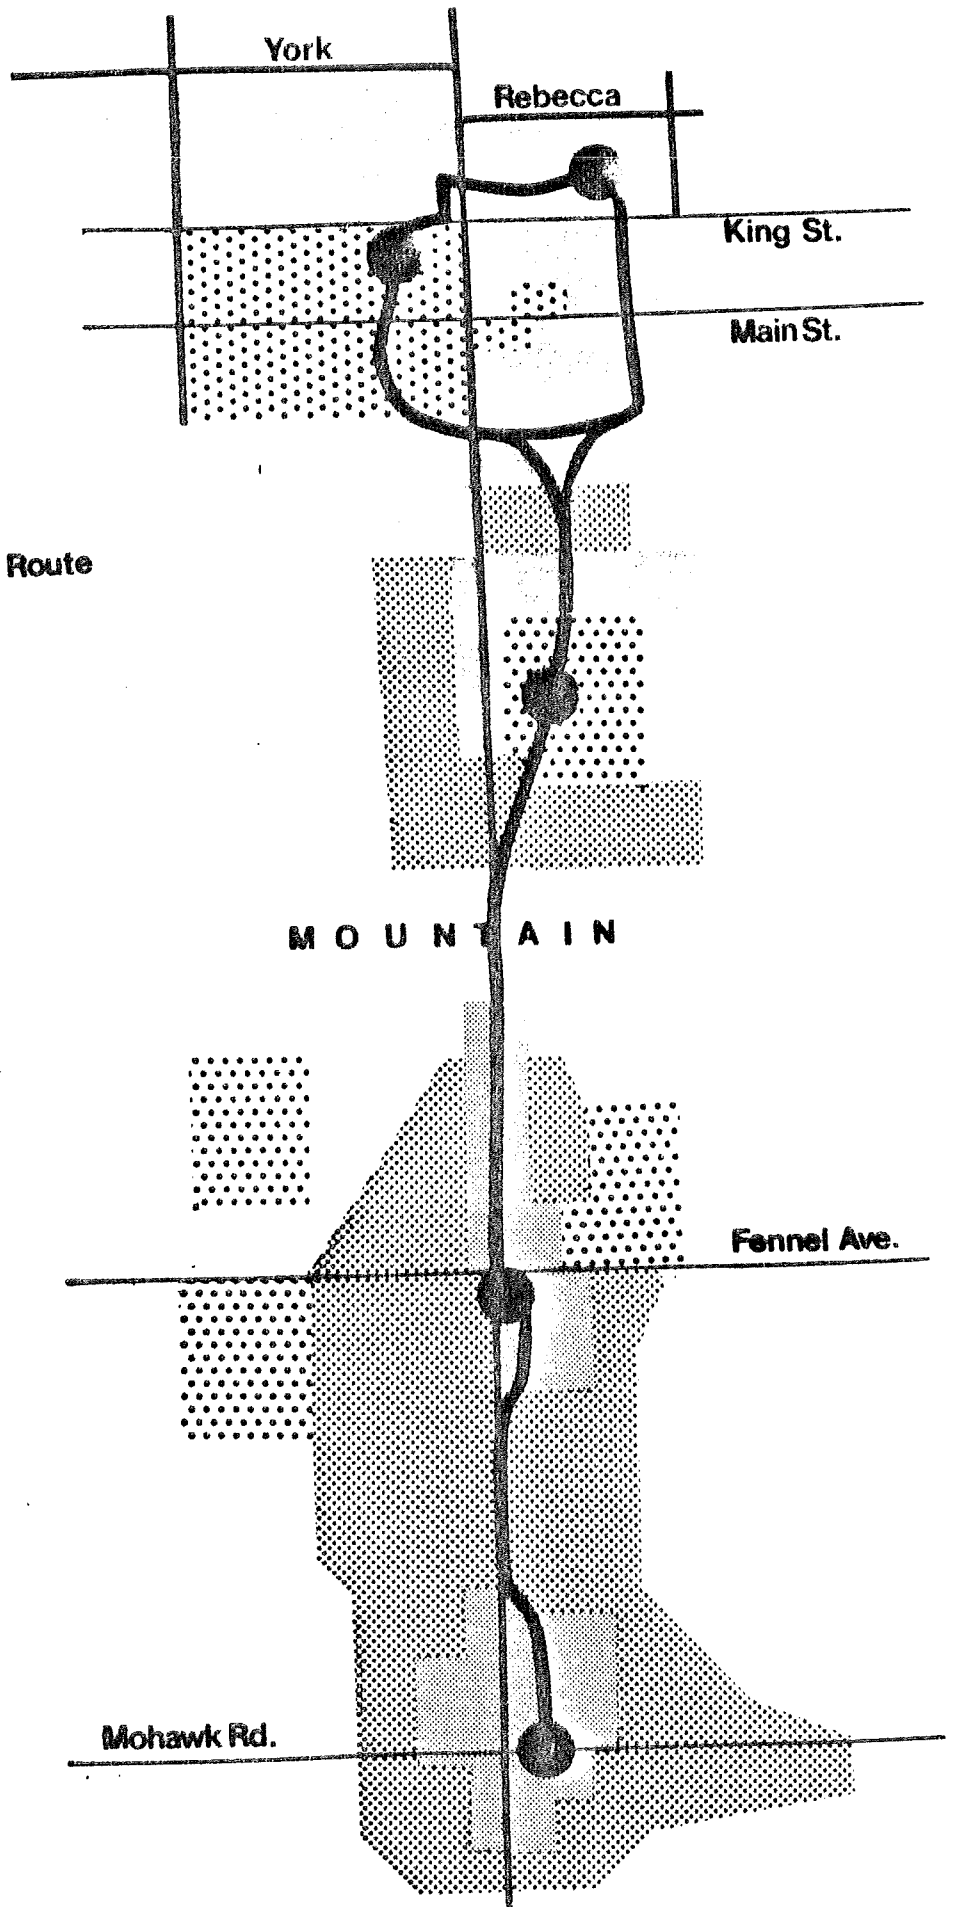 York
Rebecca
King St.
Main St.
Route
MOUNTAIN
Fennel Ave.
Mohawk Rd.